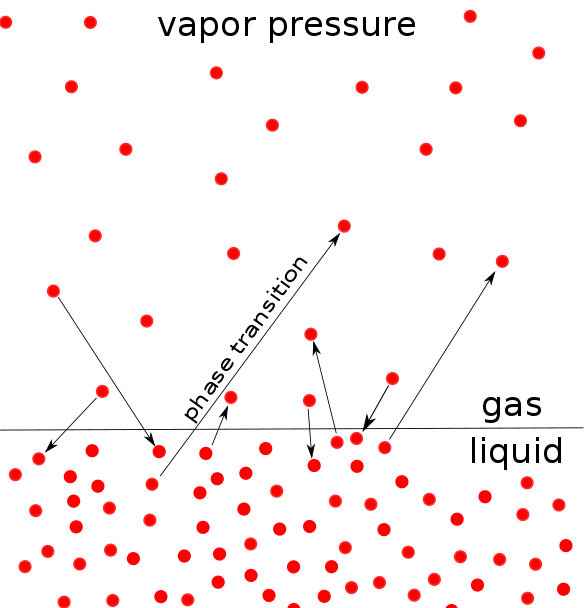 vapor pressure
phase transition
gas
liquid